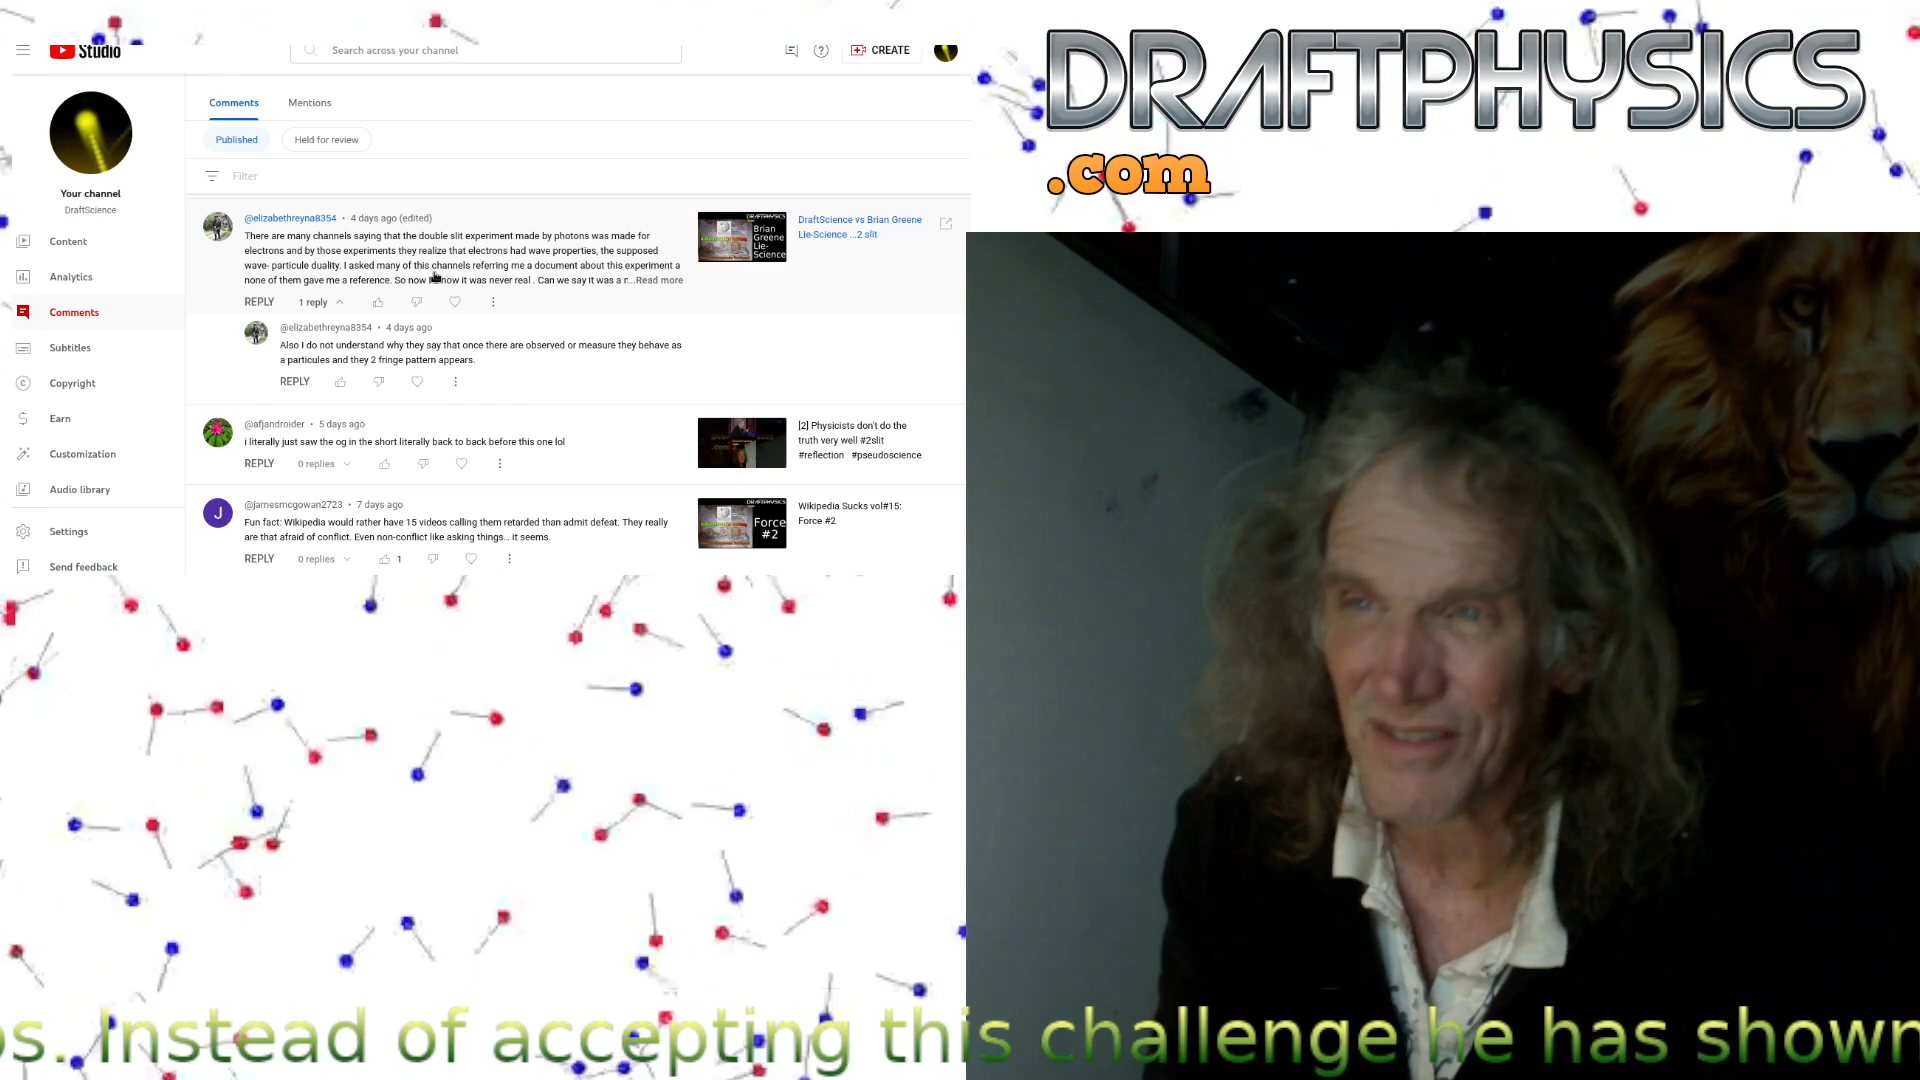 Studio
Search across your channel
CREATE
DRAFTPHYSICS
.com
Your channel
DraftScience
Content
Analytics
Comments
Subtitles
Copyright
Earn
Customization
Audio library
Settings
Send feedback
Comments
Mentions
Published
Held for review
Filter
@elizabethreyna8354 • 4 days ago (edited)
There are many channels saying that the double slit experiment made by photons was made for
electrons and by those experiments they realize that electrons had wave properties, the supposed
wave- particule duality. I asked many of this channels referring me a document about this experiment a
none of them gave me a reference. So now I know it was never real . Can we say it was a r...Read more
REPLY
1 reply
DRAFTPHYSICS
Brian
Greene
Lie-
Science
DraftScience vs Brian Greene
Lie-Science ...2 slit
@elizabethreyna8354 • 4 days ago
Also I do not understand why they say that once there are observed or measure they behave as
a particules and they 2 fringe pattern appears.
REPLY
@afjandroider • 5 days ago
i literally just saw the og in the short literally back to back before this one lol
REPLY
0 replies
[2] Physicists don't do the
truth very well #2slit
#reflection #pseudoscience
J
@jamesmcgowan2723 • 7 days ago
Fun fact: Wikipedia would rather have 15 videos calling them retarded than admit defeat. They really
are that afraid of conflict. Even non-conflict like asking things... it seems.
REPLY
0 replies
1
DRAFTPHYSICS
Force
#2
Wikipedia Sucks vol#15:
Force #2
os. Instead of accepting this challenge he has shown